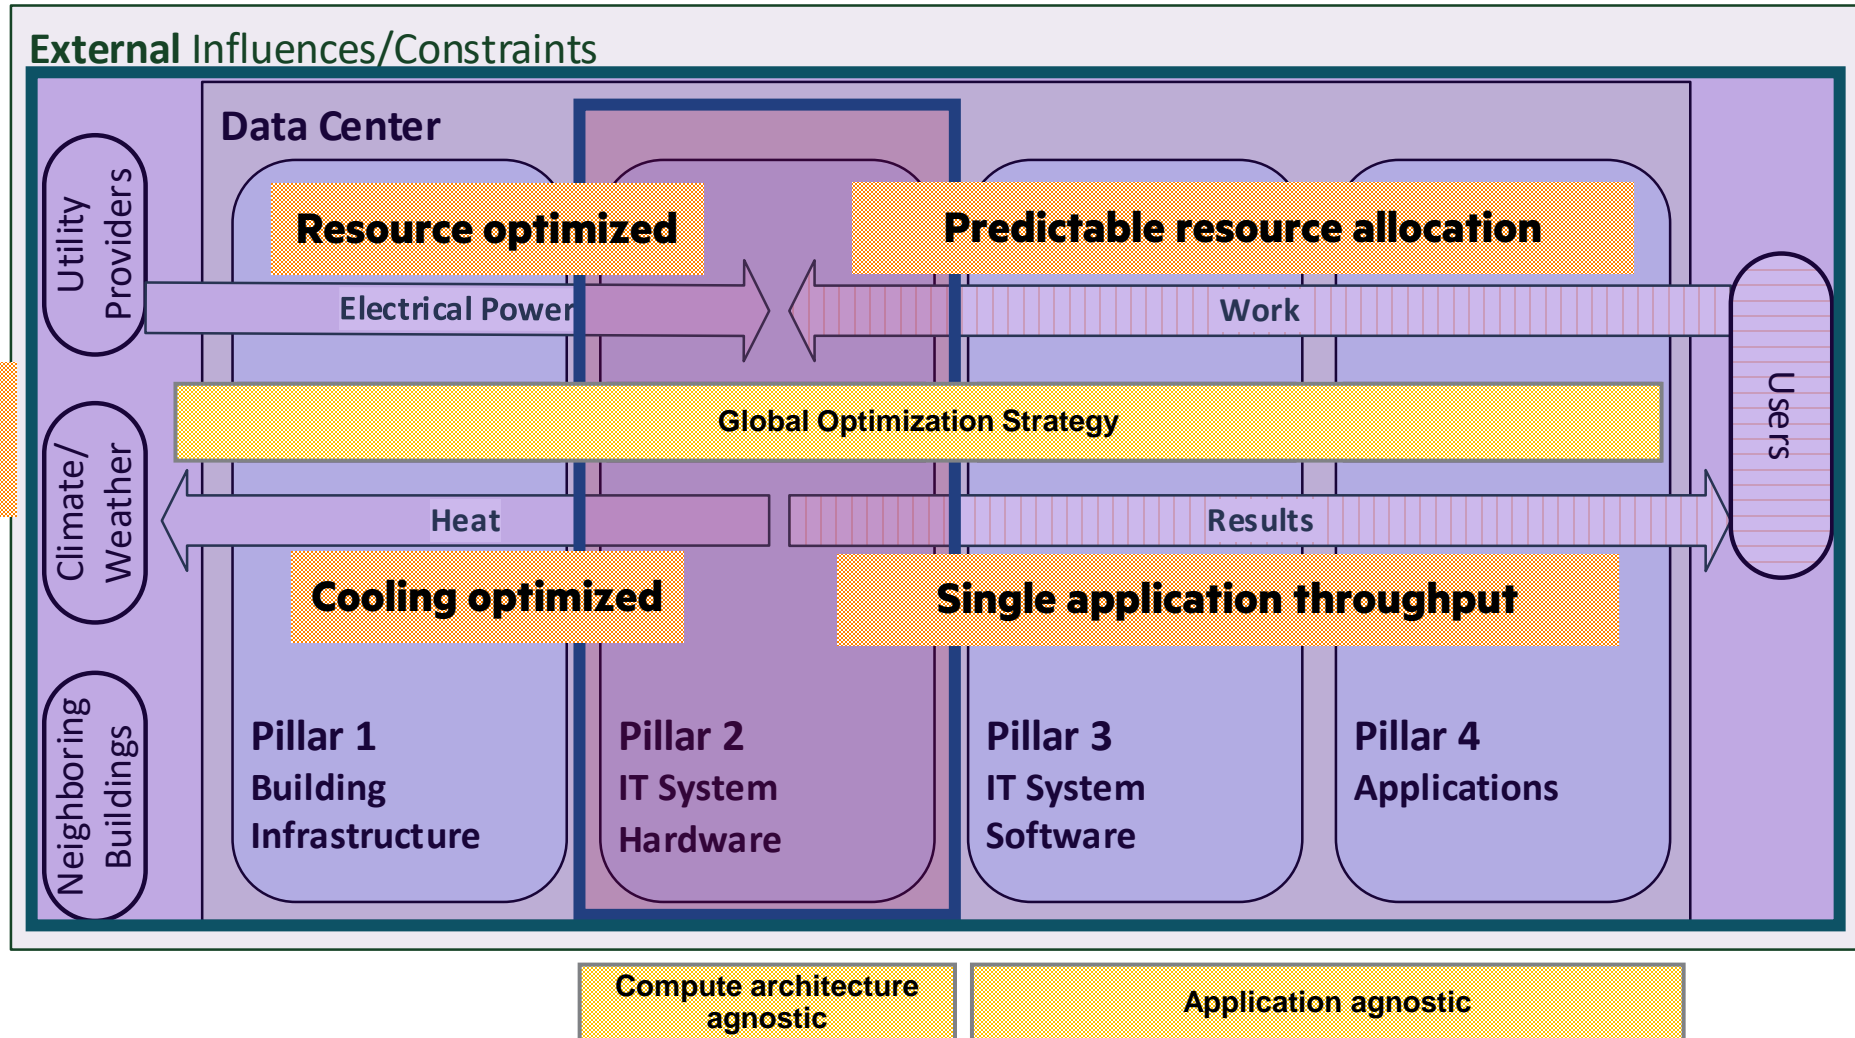 External Influences/Constraints
Data Center
Utility
Providers
Climate/
Weather
Neighboring
Buildings
Resource optimized
Predictable resource allocation
Electrical Power
Work
Global Optimization Strategy
Heat
Results
Cooling optimized
Single application throughput
Users
Pillar 1
Building
Infrastructure
Pillar 2
IT System
Hardware
Pillar 3
IT System
Software
Pillar 4
Applications
Compute architecture
agnostic
Application agnostic